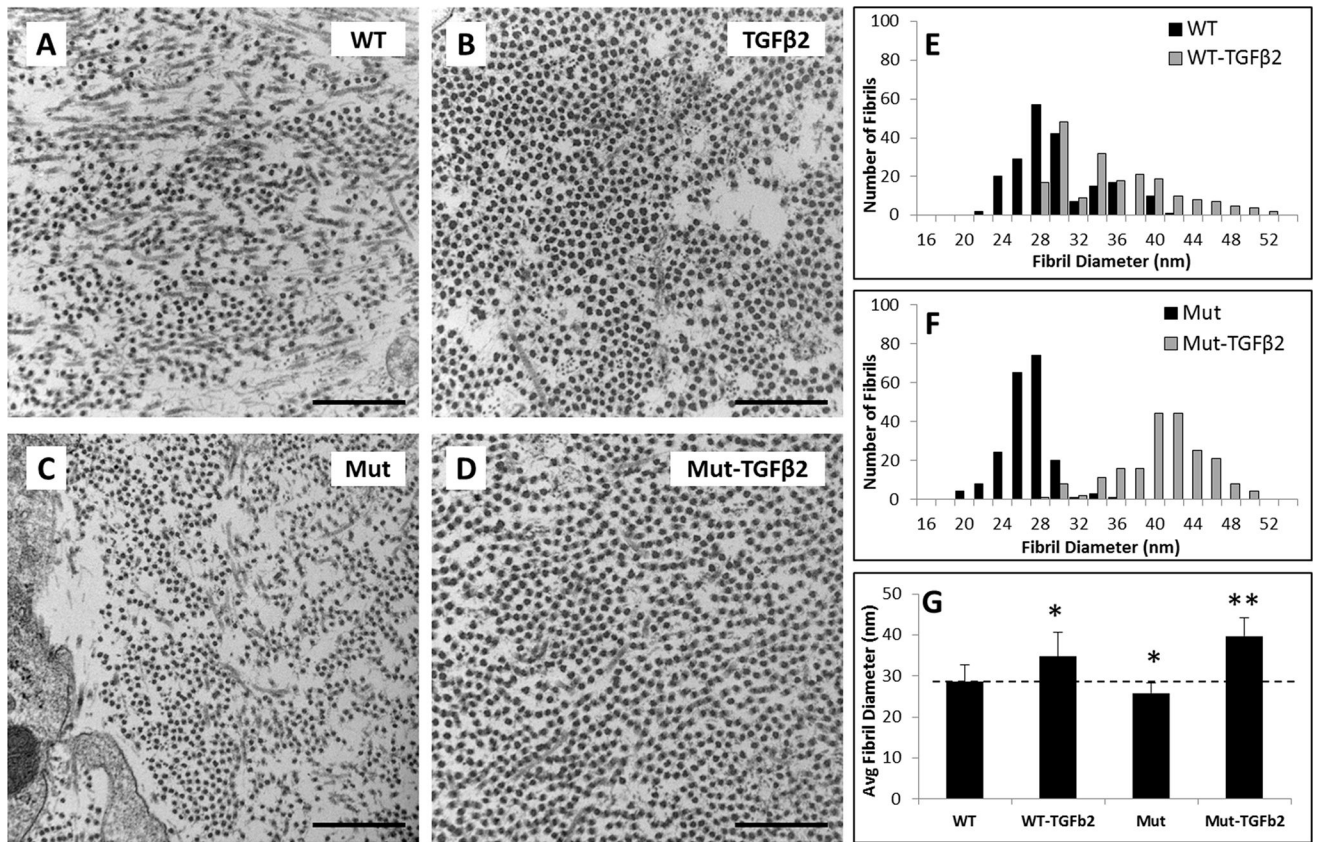 A
WT
B
TGFβ2
C
Mut
D
Mut-TGFβ2
E
WT
WT-TGFβ2
Number of Fibrils
100
80
60
40
20
0
16 20 24 28 32 36 40 44 48 52
Fibril Diameter (nm)
F
Mut
Mut-TGFβ2
Number of Fibrils
100
80
60
40
20
0
16 20 24 28 32 36 40 44 48 52
Fibril Diameter (nm)
G
Avg Fibril Diameter (nm)
50
40
30
20
10
0
*
*
**
WT WT-TGFb2 Mut Mut-TGFb2